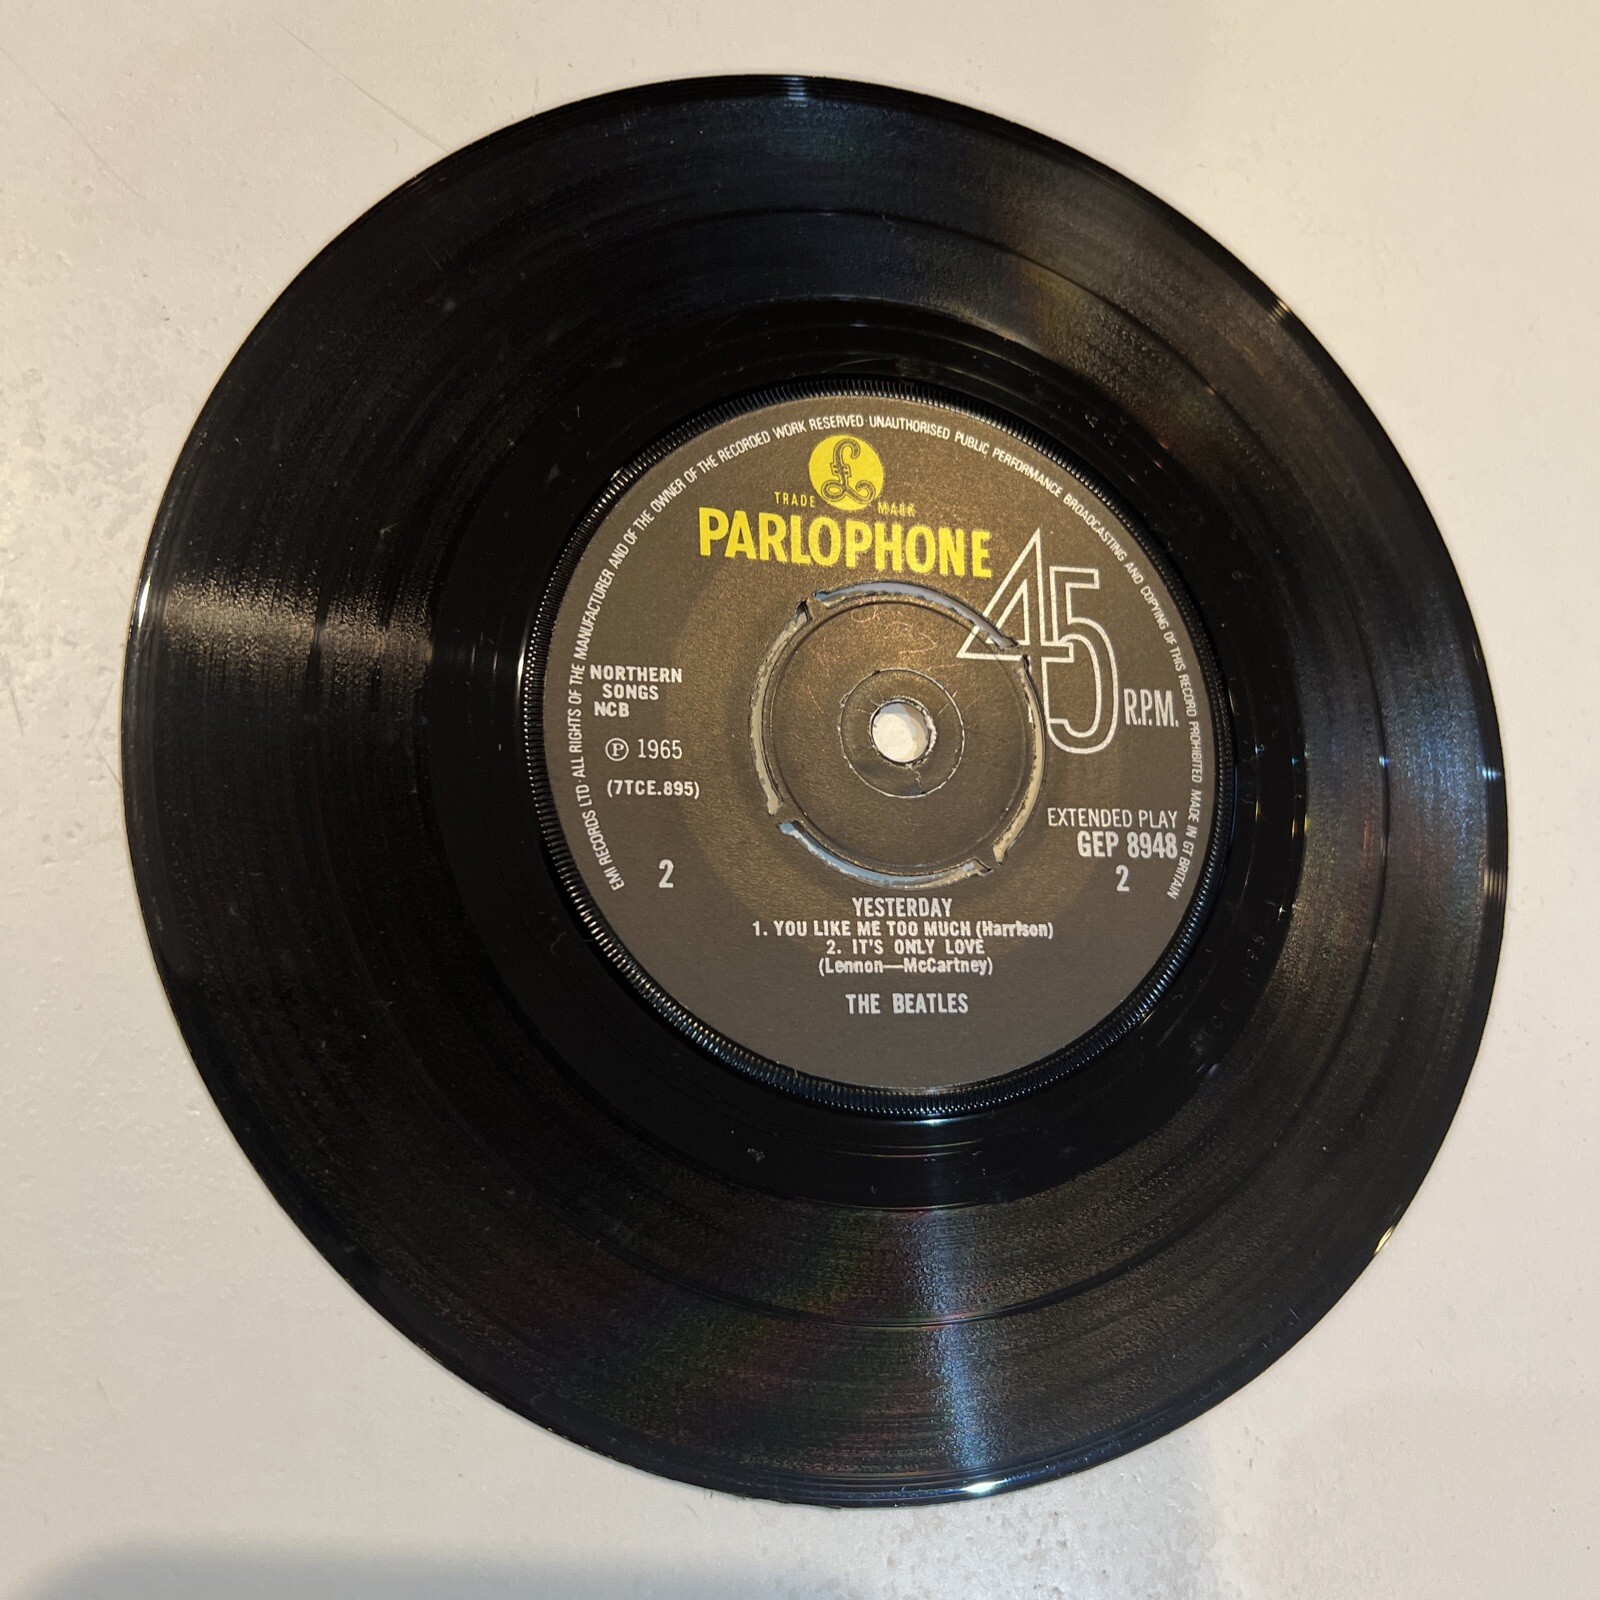 EMI RECORDS LTD · ALL RIGHTS OF THE MANUFACTURER AND OF THE OWNER OF THE RECORDED WORK RESERVED · UNAUTHORISED PUBLIC PERFORMANCE BROADCASTING AND COPYING OF THIS RECORD PROHIBITED MADE IN GT BRITAIN
£
TRADE MARK
PARLOPHONE
45 R.P.M.
NORTHERN
SONGS
NCB
℗ 1965
(7TCE.895)
2
EXTENDED PLAY
GEP 8948
2
YESTERDAY
1. YOU LIKE ME TOO MUCH (Harrison)
2. IT'S ONLY LOVE
(Lennon—McCartney)
THE BEATLES